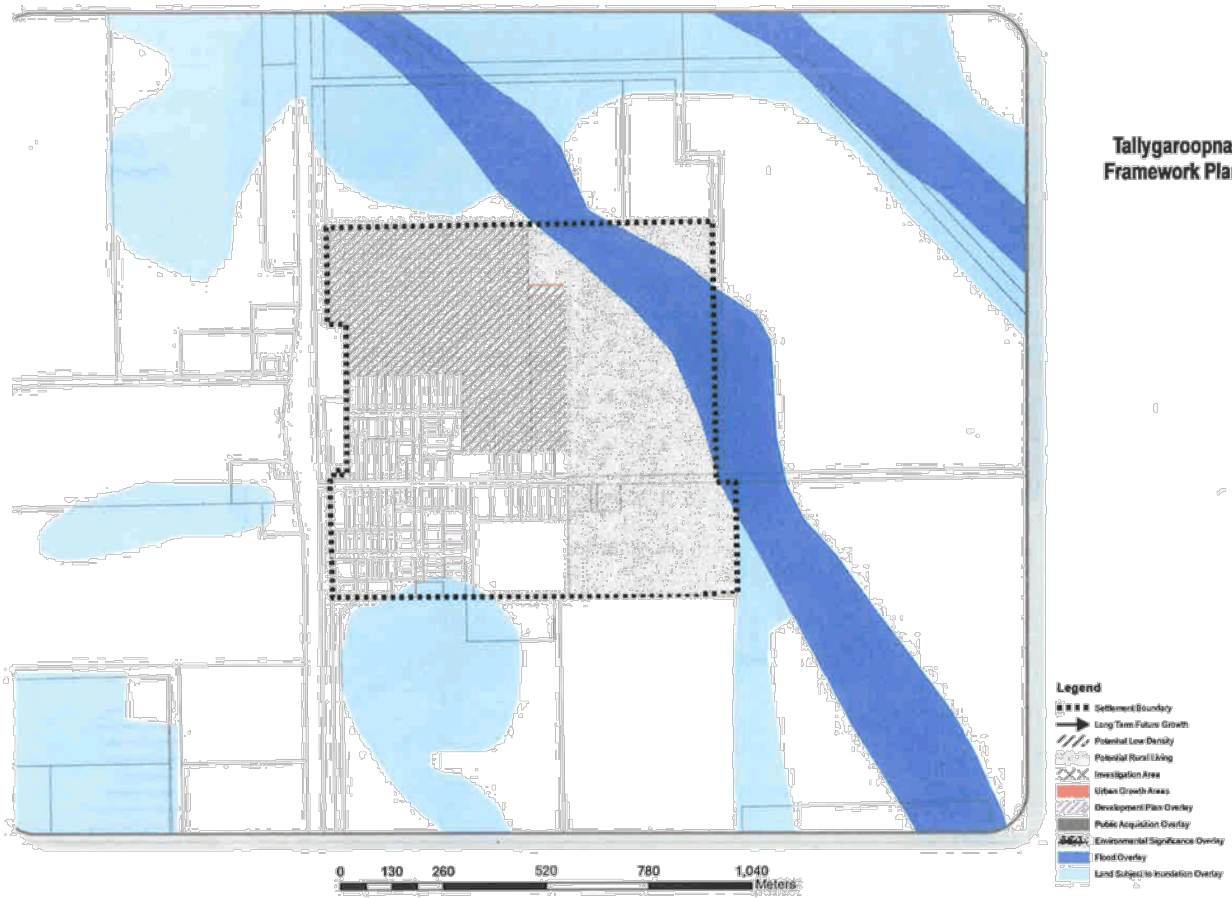 Tallygaroopna
Framework Plan
Legend
Settlement Boundary
Long Term Future Growth
Potential Low Density
Potential Rural Living
Investigation Area
Urban Growth Areas
Development Plan Overlay
Public Acquisition Overlay
Environmental Significance Overlay
Flood Overlay
Land Subject to Inundation Overlay
0 130 260 520 780 1,040
Meters